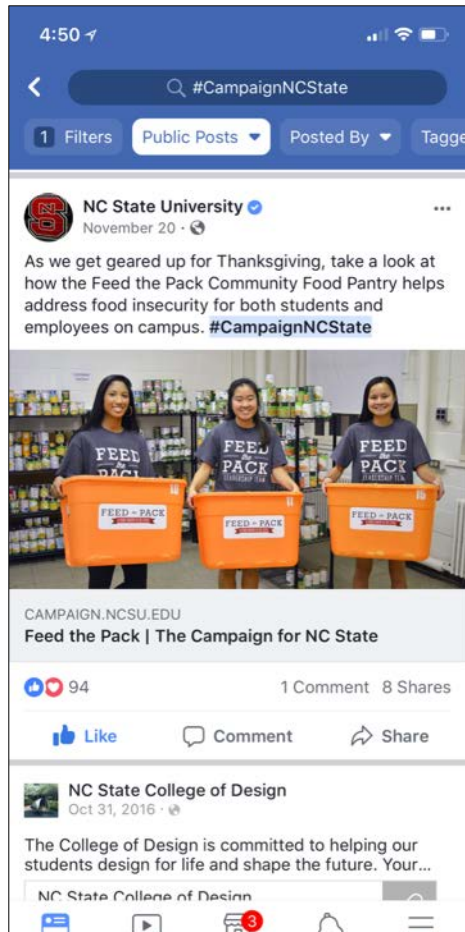 4:50
#CampaignNCState
1 Filters Public Posts Posted By Tagge
NC State University
November 20 ·
As we get geared up for Thanksgiving, take a look at
how the Feed the Pack Community Food Pantry helps
address food insecurity for both students and
employees on campus. #CampaignNCState
FEED the PACK LEADERSHIP TEAM
FEED the PACK LEADERSHIP TEAM
FEED the PACK LEADERSHIP TEAM
FEED the PACK
FEED the PACK
FEED the PACK
CAMPAIGN.NCSU.EDU
Feed the Pack | The Campaign for NC State
94 1 Comment 8 Shares
Like Comment Share
NC State College of Design
Oct 31, 2016 ·
The College of Design is committed to helping our
students design for life and shape the future. Your...
NC State College of Design
3